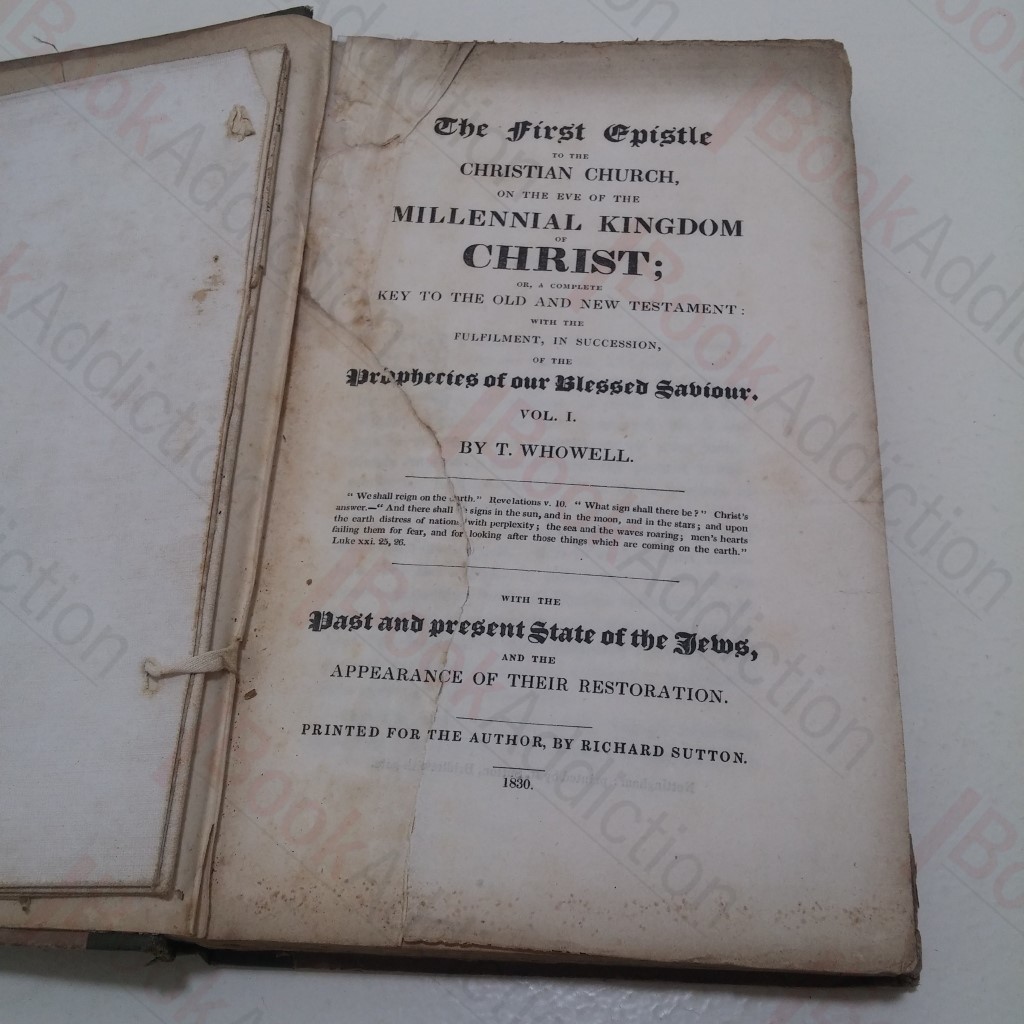 The First Epistle
TO THE
CHRISTIAN CHURCH,
ON THE EVE OF THE
MILLENNIAL KINGDOM
OF
CHRIST;
OR, A COMPLETE
KEY TO THE OLD AND NEW TESTAMENT:
WITH THE
FULFILMENT, IN SUCCESSION,
OF THE
Prophecies of our Blessed Saviour.
VOL. I.
BY T. WHOWELL.
"We shall reign on the earth." Revelations v. 10. "What sign shall there be?" Christ's
answer.—"And there shall be signs in the sun, and in the moon, and in the stars; and upon
the earth distress of nations with perplexity; the sea and the waves roaring; men's hearts
failing them for fear, and for looking after those things which are coming on the earth."
Luke xxi. 25, 26.
WITH THE
Past and present State of the Jews,
AND THE
APPEARANCE OF THEIR RESTORATION.
PRINTED FOR THE AUTHOR, BY RICHARD SUTTON.
1830.
Book Addiction